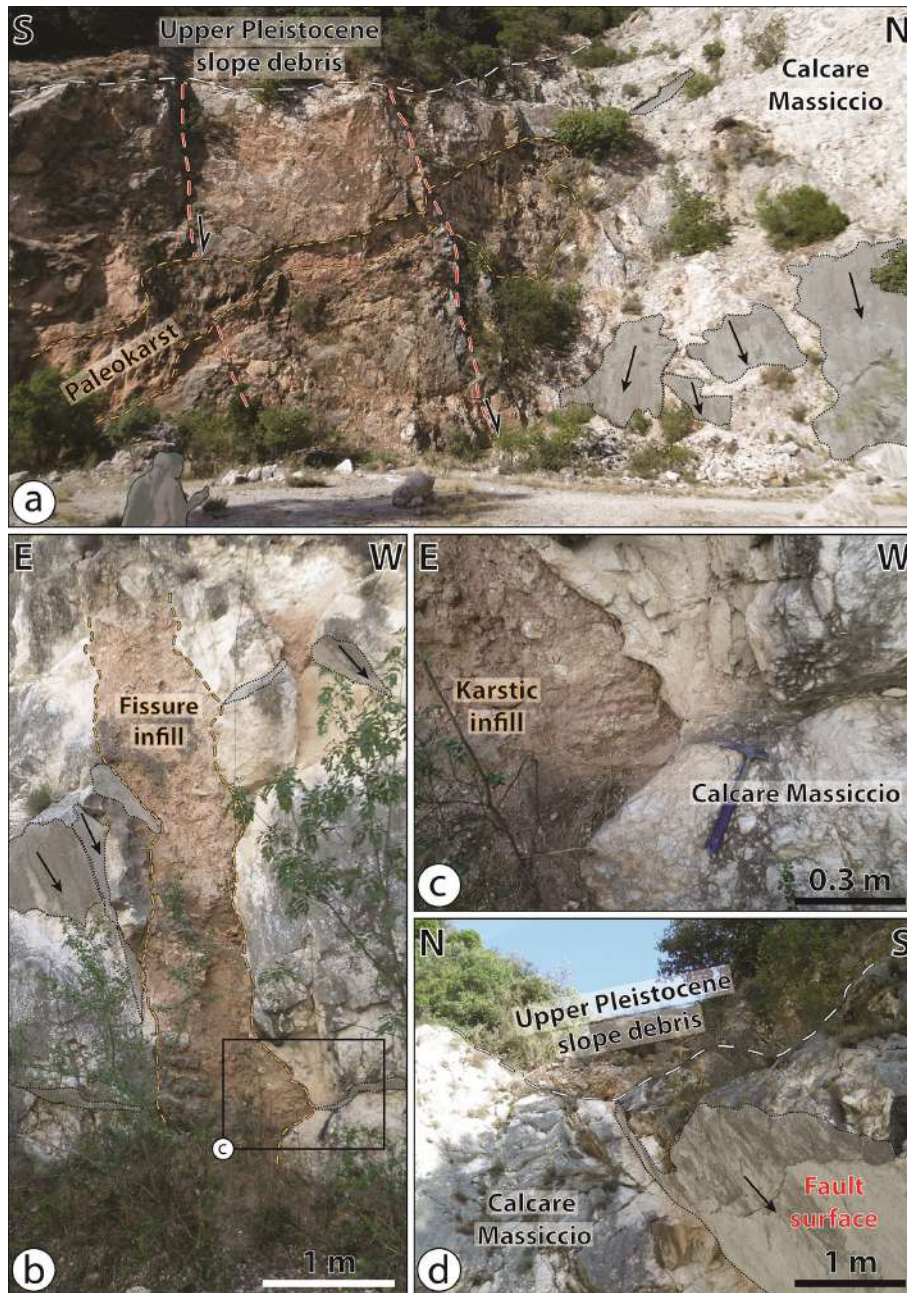 S
Upper Pleistocene
slope debris
N
Calcare
Massiccio
Paleokarst
a
E
W
Fissure
infill
c
b
1 m
E
W
Karstic
infill
Calcare Massiccio
c
0.3 m
N
S
Upper Pleistocene
slope debris
Calcare
Massiccio
Fault
surface
d
1 m